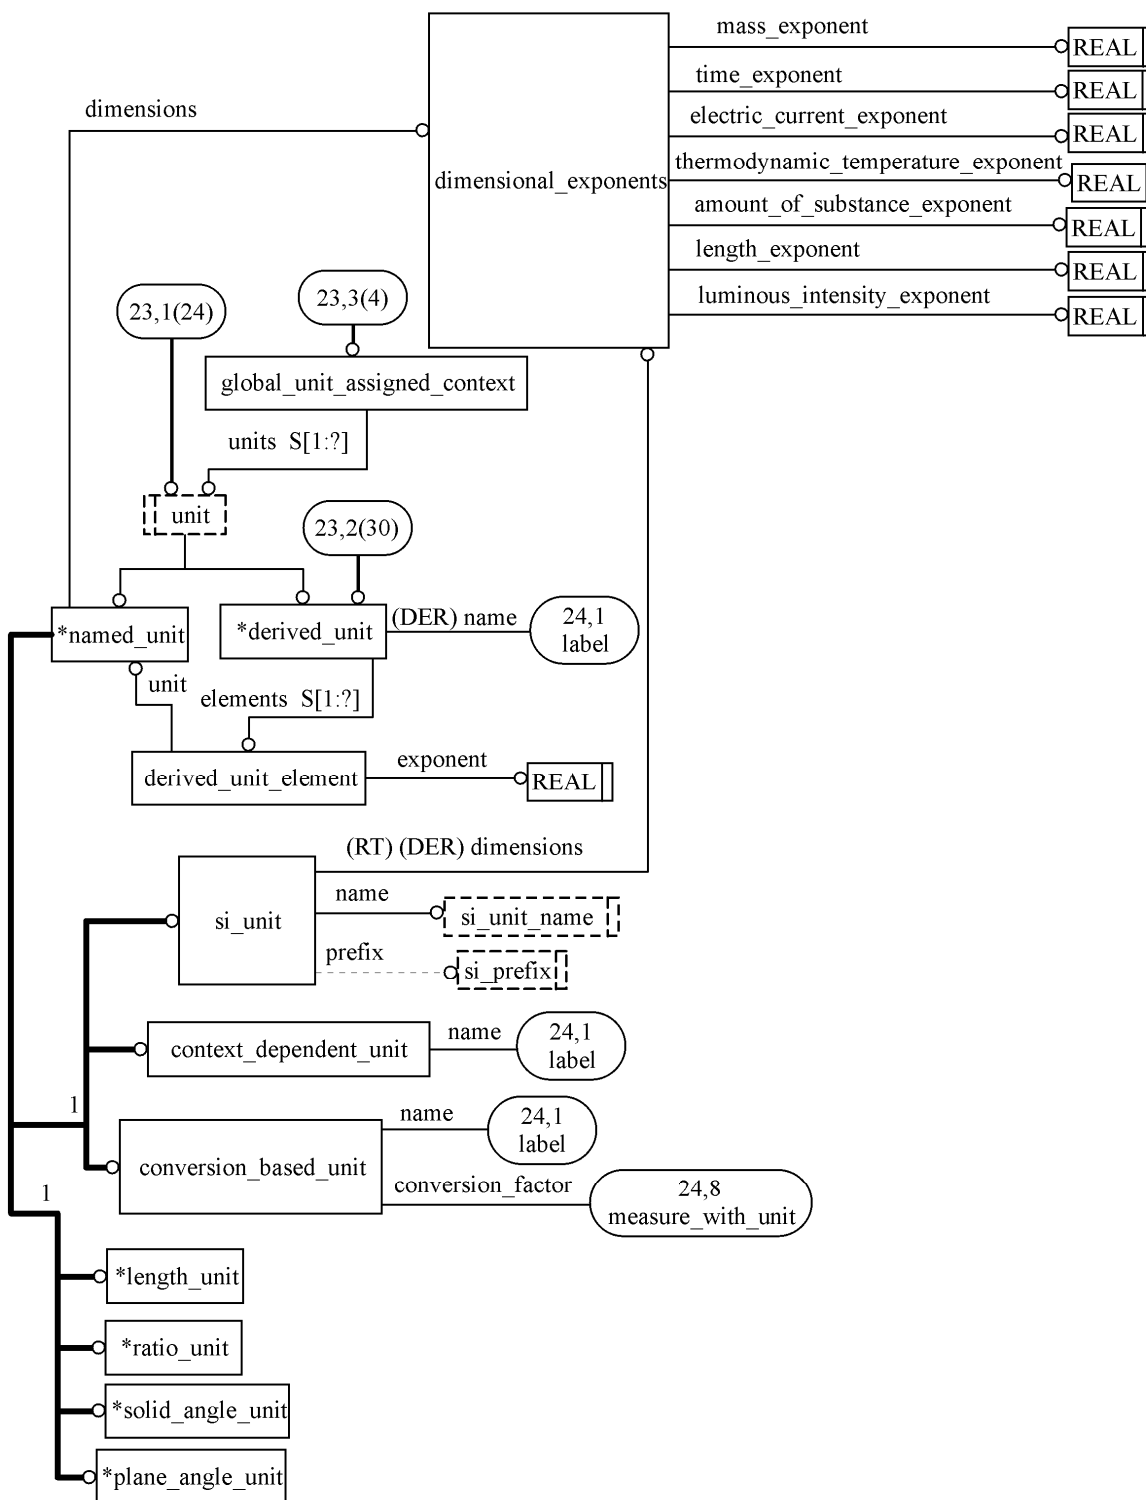 mass_exponent
REAL
time_exponent
REAL
dimensions
electric_current_exponent
REAL
thermodynamic_temperature_exponent
dimensional_exponents
REAL
amount_of_substance_exponent
REAL
length_exponent
REAL
luminous_intensity_exponent
REAL
23,1(24)
23,3(4)
global_unit_assigned_context
units S[1:?]
unit
23,2(30)
*named_unit
*derived_unit
(DER) name
24,1
label
unit
elements S[1:?]
derived_unit_element
exponent
REAL
(RT) (DER) dimensions
si_unit
name
si_unit_name
prefix
si_prefix
context_dependent_unit
name
24,1
label
1
conversion_based_unit
name
24,1
label
conversion_factor
24,8
measure_with_unit
1
*length_unit
*ratio_unit
*solid_angle_unit
*plane_angle_unit